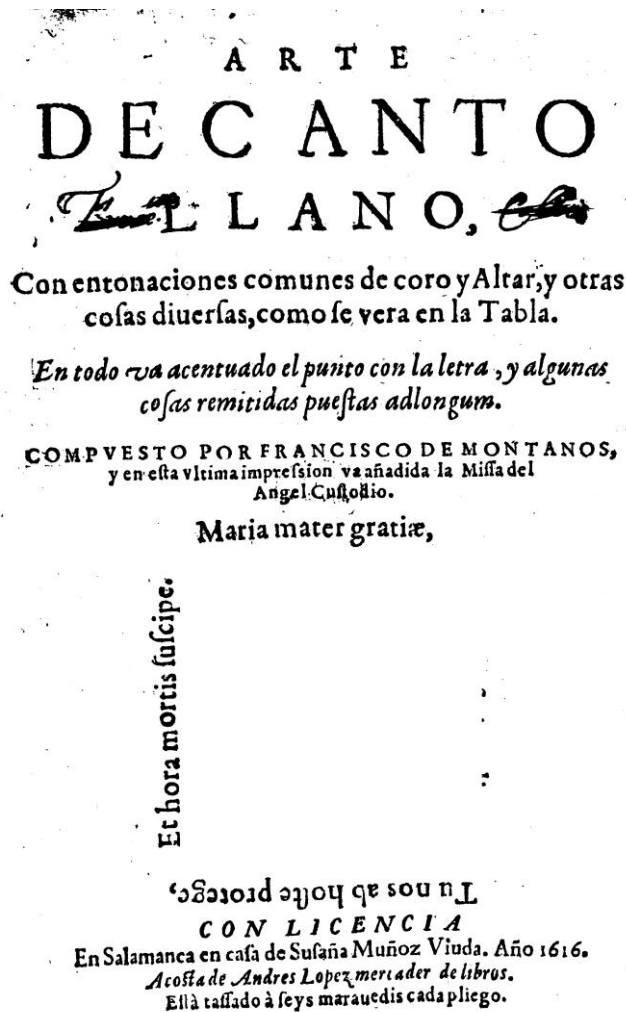 ARTE
DE CANTO
LLANO,
Con entonaciones comunes de coro y Altar, y otras
coſas diuerſas, como ſe vera en la Tabla.
En todo va acentuado el punto con la letra, y algunas
coſas remitidas pueſtas adlongum.
COMPVESTO POR FRANCISCO DE MONTANOS,
y en eſta vltima impreſsion va añadida la Miſſa del
Angel Cuſtodio.
Maria mater gratiæ,
Et hora mortis ſuſcipe.
Tu nos ab hoſte protege,
CON LICENCIA
En Salamanca en caſa de Suſaña Muñoz Viuda. Año 1616.
Acoſta de Andres Lopez mercader de libros.
Eſlà taſſado à ſeys marauedis cada pliego.